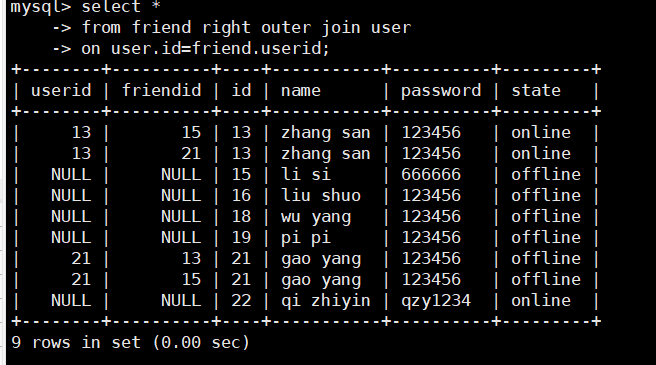 mysql> select *
    -> from friend right outer join user
    -> on user.id=friend.userid;
+--------+----------+----+-----------+----------+---------+
| userid | friendid | id | name      | password | state   |
+--------+----------+----+-----------+----------+---------+
|     13 |       15 | 13 | zhang san | 123456   | online  |
|     13 |       21 | 13 | zhang san | 123456   | online  |
|   NULL |     NULL | 15 | li si     | 666666   | offline |
|   NULL |     NULL | 16 | liu shuo  | 123456   | offline |
|   NULL |     NULL | 18 | wu yang   | 123456   | offline |
|   NULL |     NULL | 19 | pi pi     | 123456   | offline |
|     21 |       13 | 21 | gao yang  | 123456   | offline |
|     21 |       15 | 21 | gao yang  | 123456   | offline |
|   NULL |     NULL | 22 | qi zhiyin | qzy1234  | online  |
+--------+----------+----+-----------+----------+---------+
9 rows in set (0.00 sec)